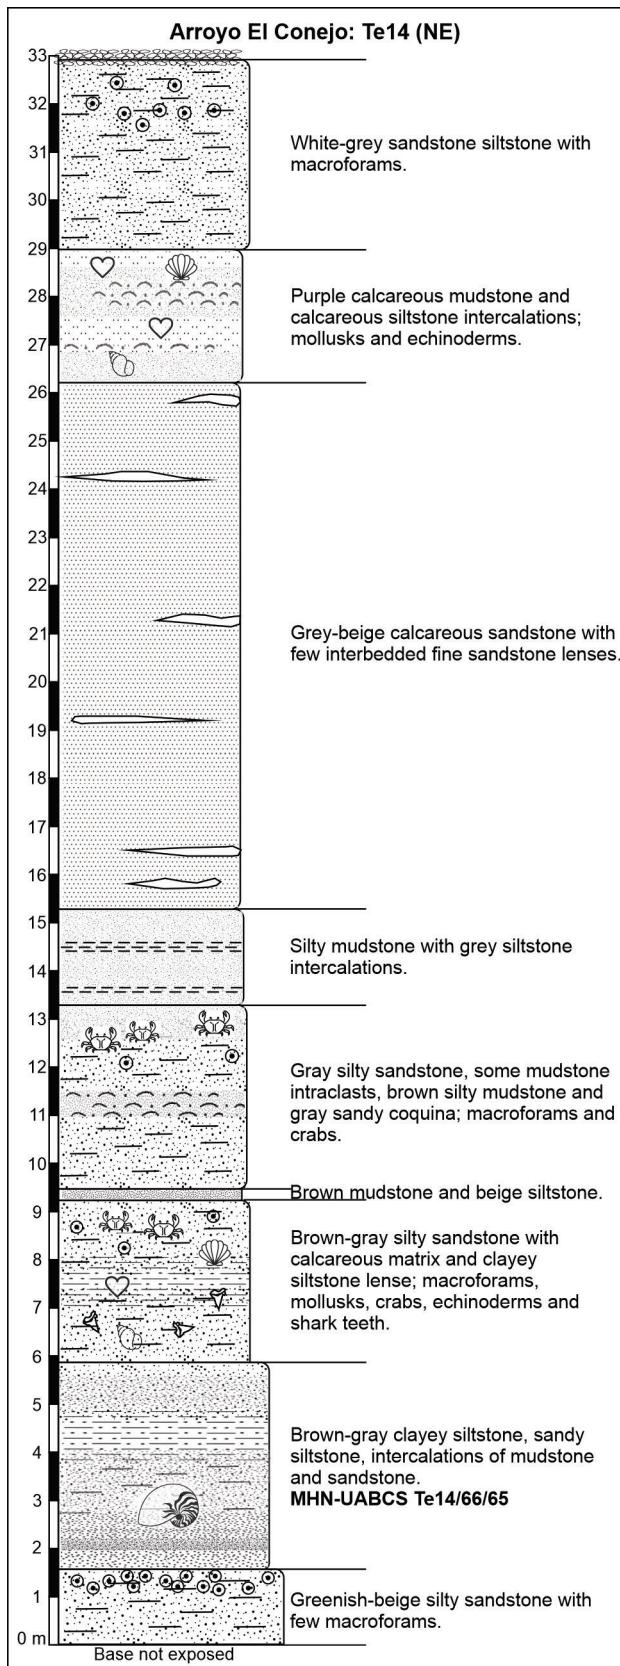 Arroyo El Conejo: Te14 (NE)
33
32
31
30
29
28
27
26
25
24
23
22
21
20
19
18
17
16
15
14
13
12
11
10
9
8
7
6
5
4
3
2
1
0 m
White-grey sandstone siltstone with
macroforams.
Purple calcareous mudstone and
calcareous siltstone intercalations;
mollusks and echinoderms.
Grey-beige calcareous sandstone with
few interbedded fine sandstone lenses.
Silty mudstone with grey siltstone
intercalations.
Gray silty sandstone, some mudstone
intraclasts, brown silty mudstone and
gray sandy coquina; macroforams and
crabs.
Brown mudstone and beige siltstone.
Brown-gray silty sandstone with
calcareous matrix and clayey
siltstone lense; macroforams,
mollusks, crabs, echinoderms and
shark teeth.
Brown-gray clayey siltstone, sandy
siltstone, intercalations of mudstone
and sandstone.
MHN-UABCS Te14/66/65
Greenish-beige silty sandstone with
few macroforams.
Base not exposed